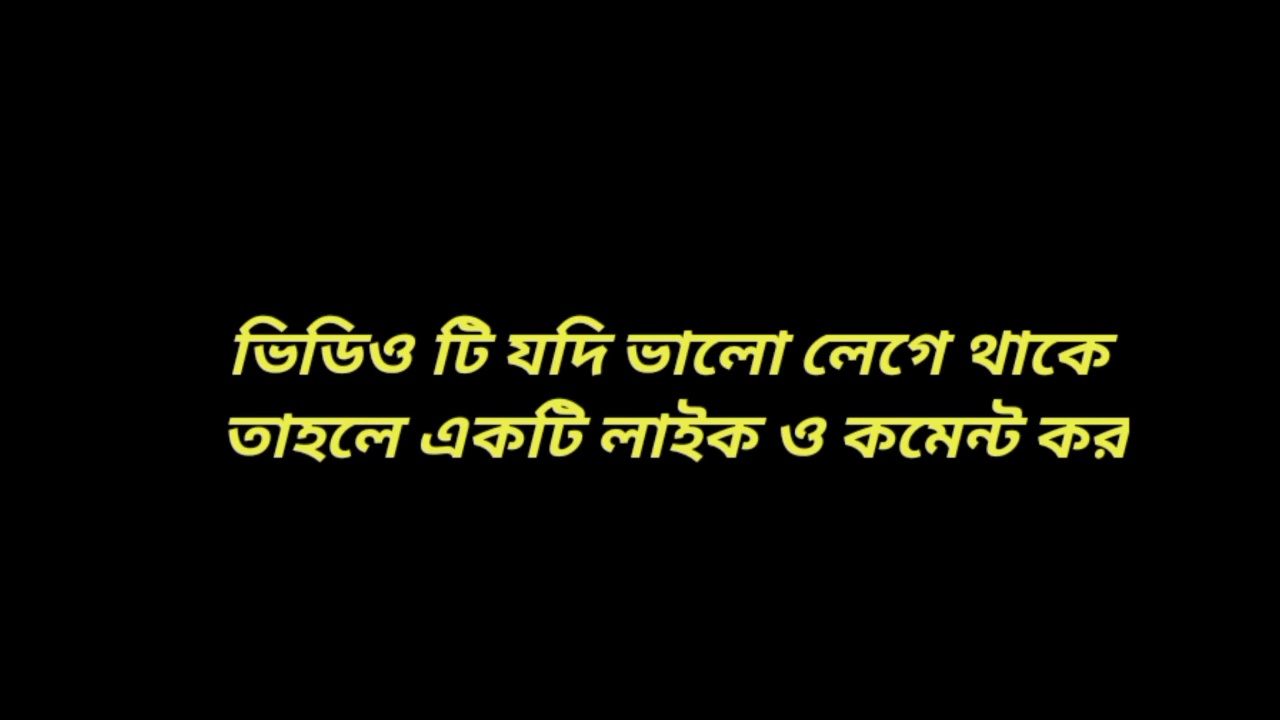 ভিডিও টি যদি ভালো লেগে থাকে
তাহলে একটি লাইক ও কমেন্ট কর